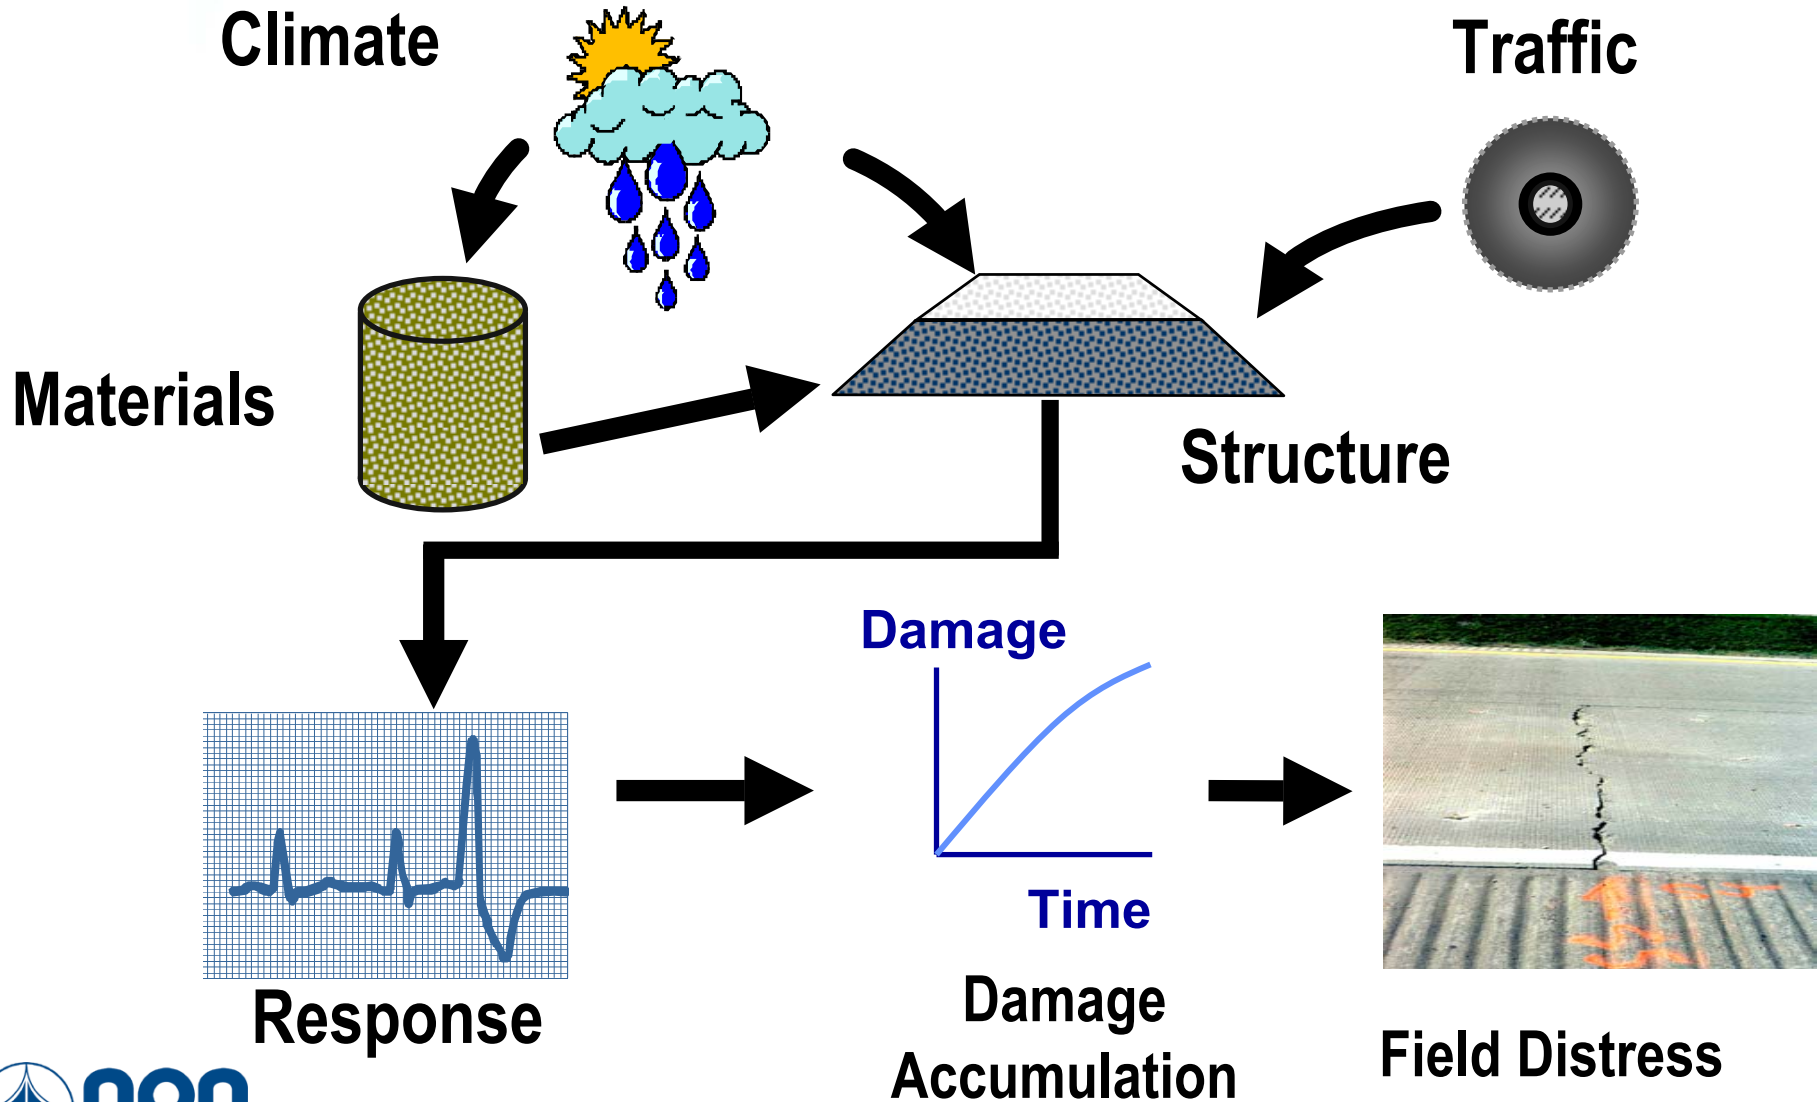 Climate
Traffic
Materials
Structure
Damage
Time
Response
Damage
Accumulation
Field Distress